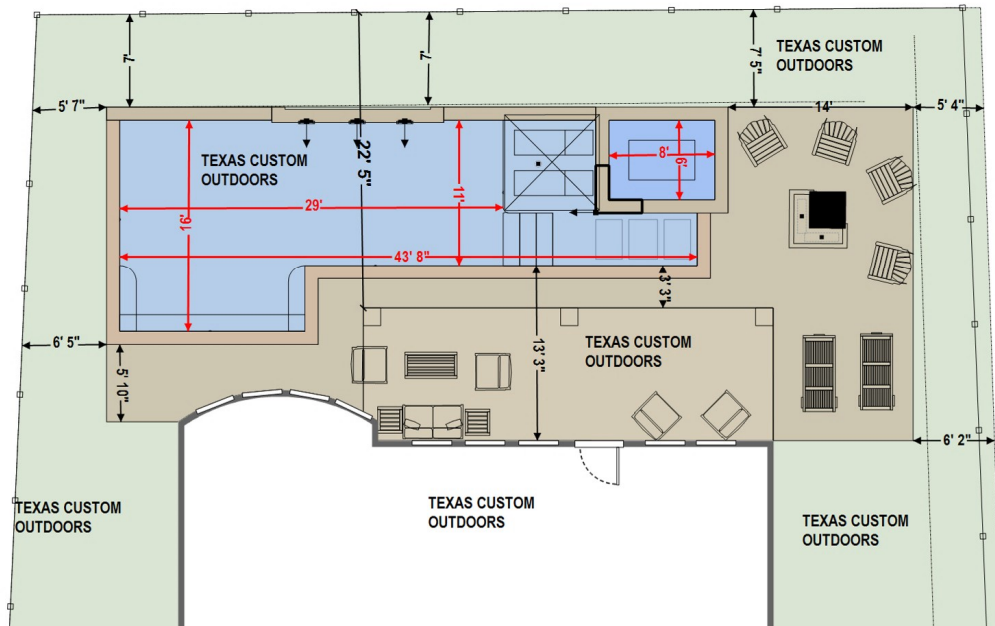 TEXAS CUSTOM
OUTDOORS
7"
7"
7' 5"
5' 7"
14'
5' 4"
TEXAS CUSTOM
OUTDOORS
22' 5"
8'
6'
29'
16'
11'
43' 8"
3' 3"
6' 5"
5' 10"
13' 3"
TEXAS CUSTOM
OUTDOORS
6' 2"
TEXAS CUSTOM
OUTDOORS
TEXAS CUSTOM
OUTDOORS
TEXAS CUSTOM
OUTDOORS